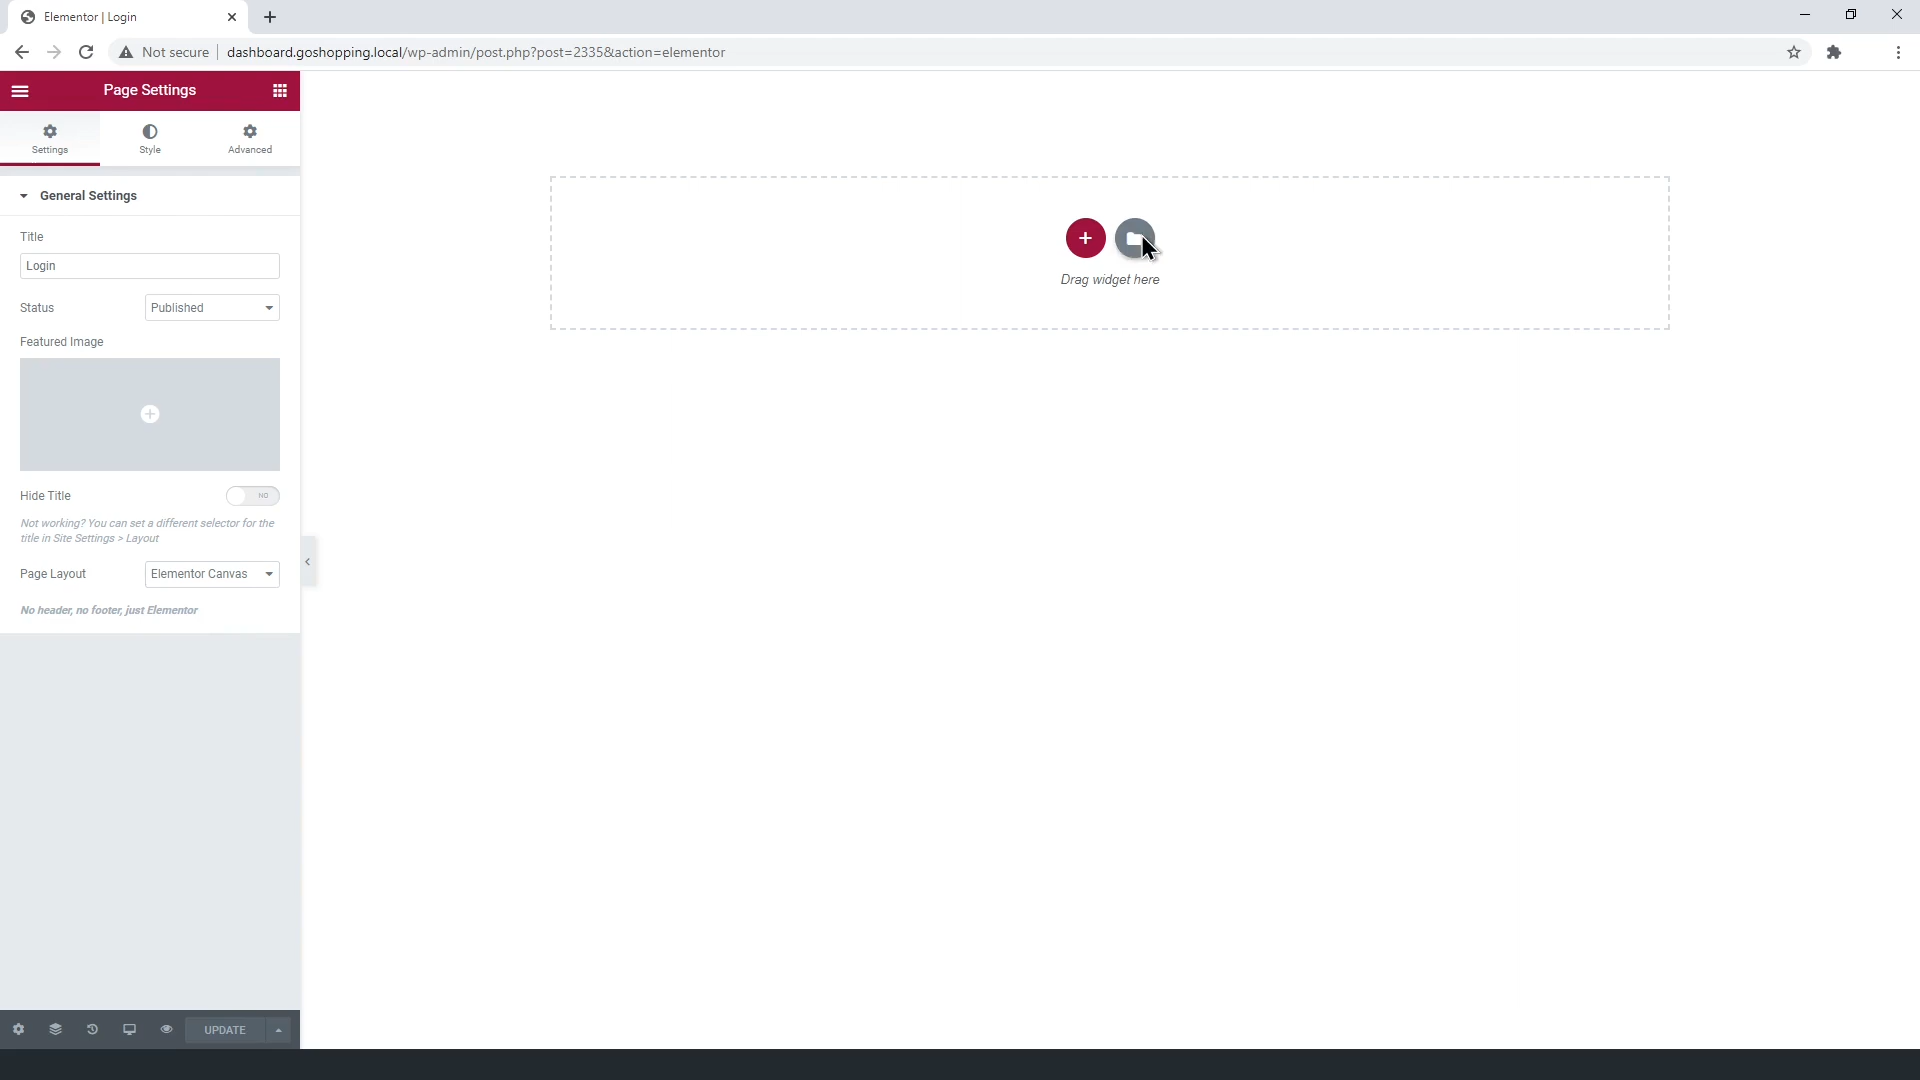 Elementor | Login
Not secure
dashboard.goshopping.local/wp-admin/post.php?post=2335&action=elementor
Page Settings
Settings
Style
Advanced
General Settings
Title
Login
Status
Published
Featured Image
Hide Title
NO
Not working? You can set a different selector for the
title in Site Settings > Layout
Page Layout
Elementor Canvas
No header, no footer, just Elementor
UPDATE
Drag widget here